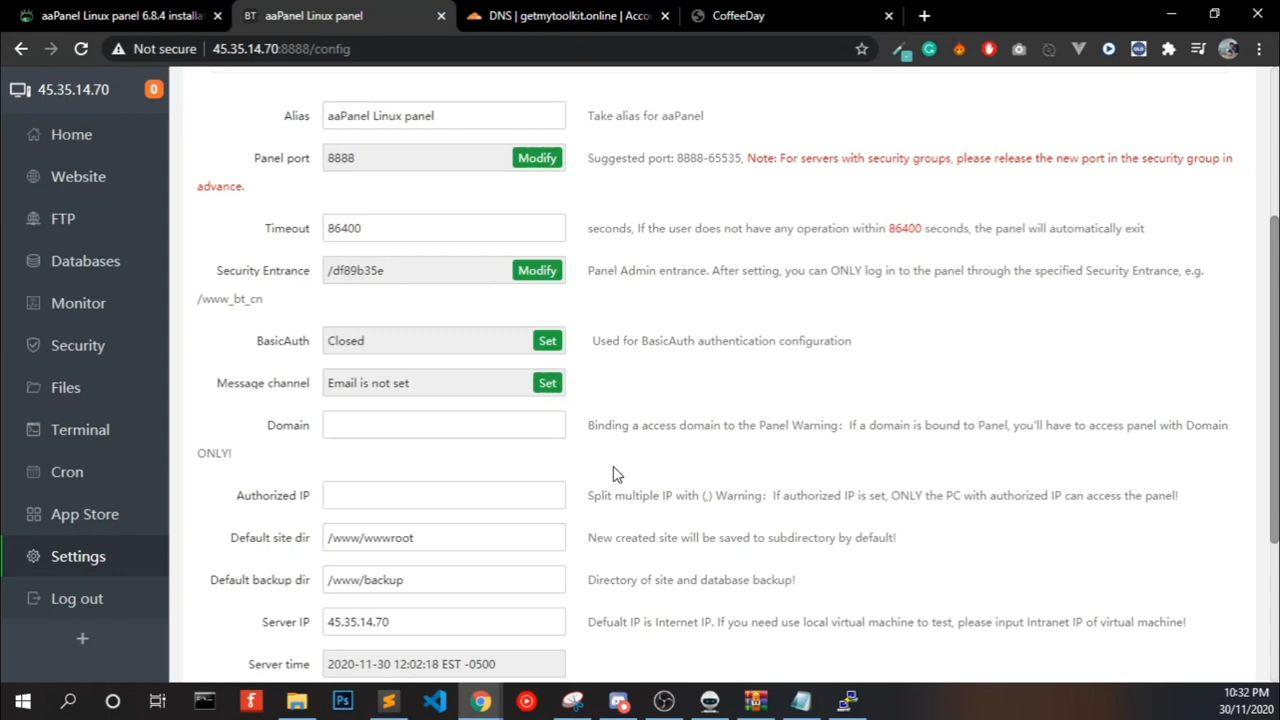 aaPanel Linux panel 6.8.4 installa
BT aaPanel Linux panel
DNS | getmytoolkit.online | Acco
CoffeeDay
Not secure 45.35.14.70:8888/config
45.35.14.70 0
Home
Website
FTP
Databases
Monitor
Security
Files
Terminal
Cron
App Store
Settings
Log out
Alias aaPanel Linux panel Take alias for aaPanel
Panel port 8888 Modify Suggested port: 8888-65535, Note: For servers with security groups, please release the new port in the security group in
advance.
Timeout 86400 seconds, If the user does not have any operation within 86400 seconds, the panel will automatically exit
Security Entrance /df89b35e Modify Panel Admin entrance. After setting, you can ONLY log in to the panel through the specified Security Entrance, e.g.
/www_bt_cn
BasicAuth Closed Set Used for BasicAuth authentication configuration
Message channel Email is not set Set
Domain Binding a access domain to the Panel Warning：If a domain is bound to Panel, you'll have to access panel with Domain
ONLY!
Authorized IP Split multiple IP with (,) Warning：If authorized IP is set, ONLY the PC with authorized IP can access the panel!
Default site dir /www/wwwroot New created site will be saved to subdirectory by default!
Default backup dir /www/backup Directory of site and database backup!
Server IP 45.35.14.70 Defualt IP is Internet IP. If you need use local virtual machine to test, please input Intranet IP of virtual machine!
Server time 2020-11-30 12:02:18 EST -0500
10:32 PM
30/11/2020